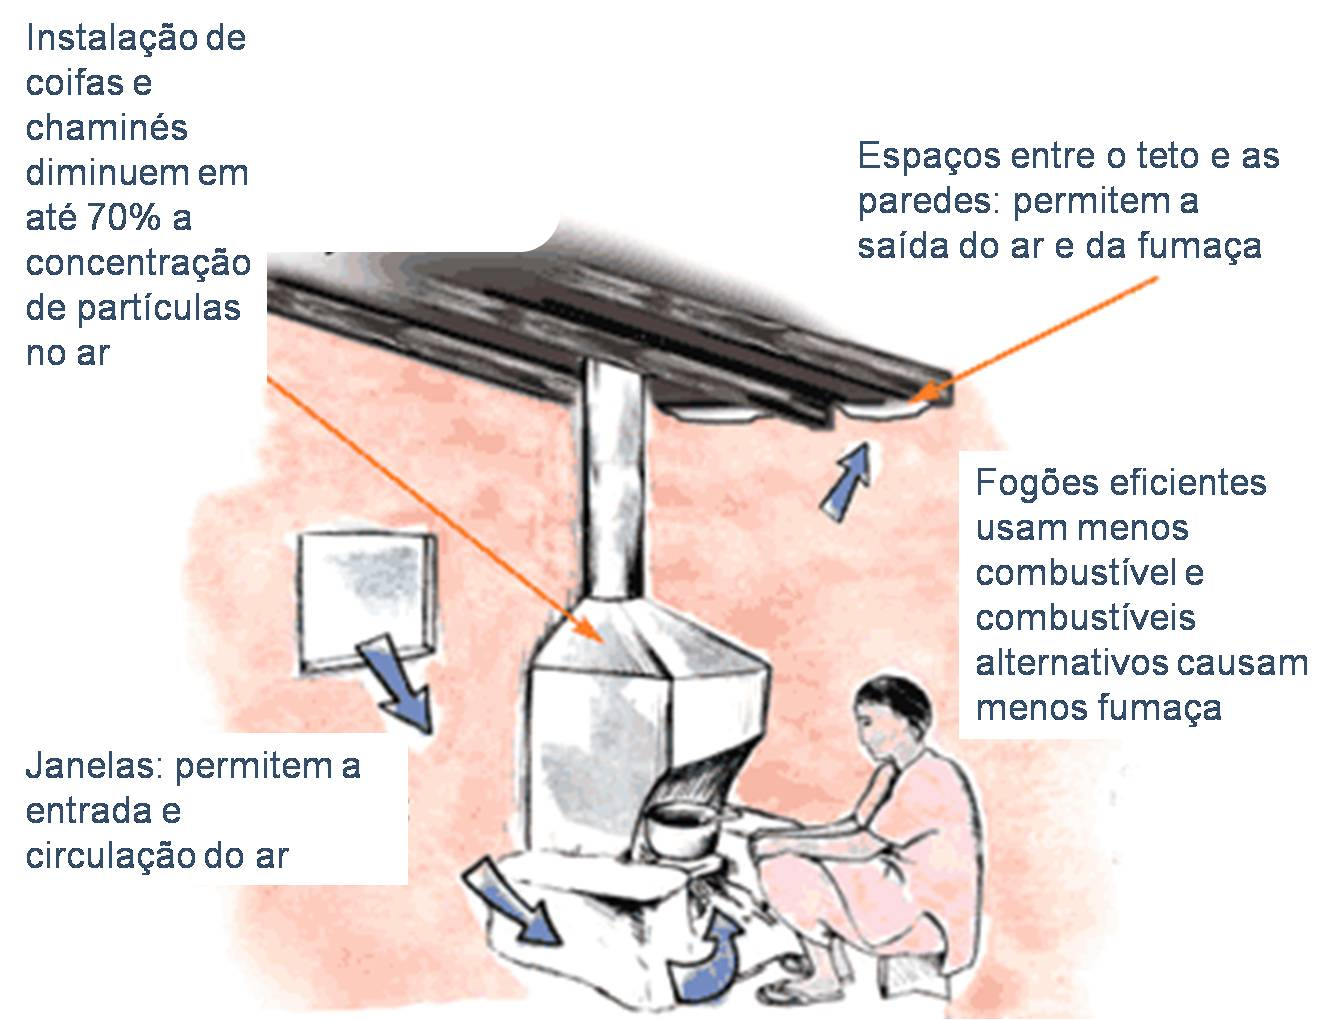 Instalação de
coifas e
chaminés
diminuem em
até 70% a
concentração
de partículas
no ar
Espaços entre o teto e as
paredes: permitem a
saída do ar e da fumaça
Fogões eficientes
usam menos
combustível e
combustíveis
alternativos causam
menos fumaça
Janelas: permitem a
entrada e
circulação do ar